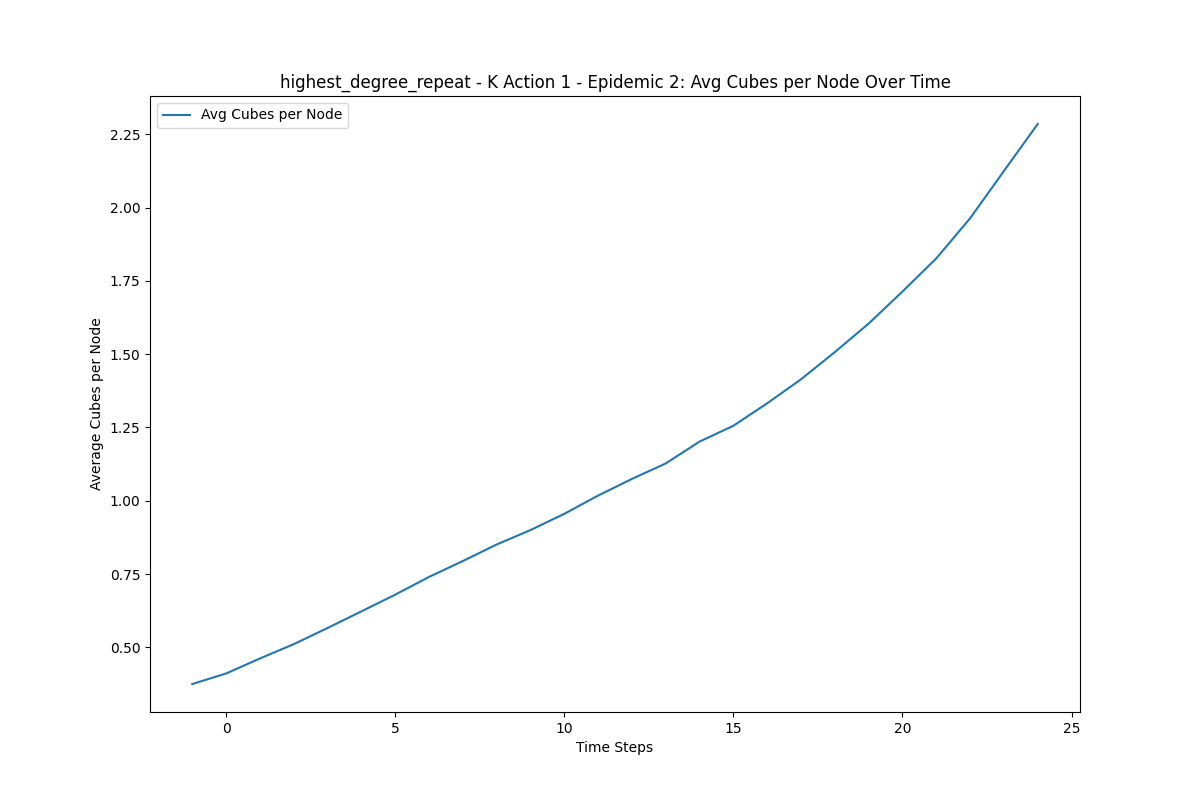 highest_degree_repeat - K Action 1 - Epidemic 2: Avg Cubes per Node Over Time
Avg Cubes per Node
2.25
2.00
1.75
1.50
1.25
1.00
0.75
0.50
Average Cubes per Node
0 5 10 15 20 25
Time Steps